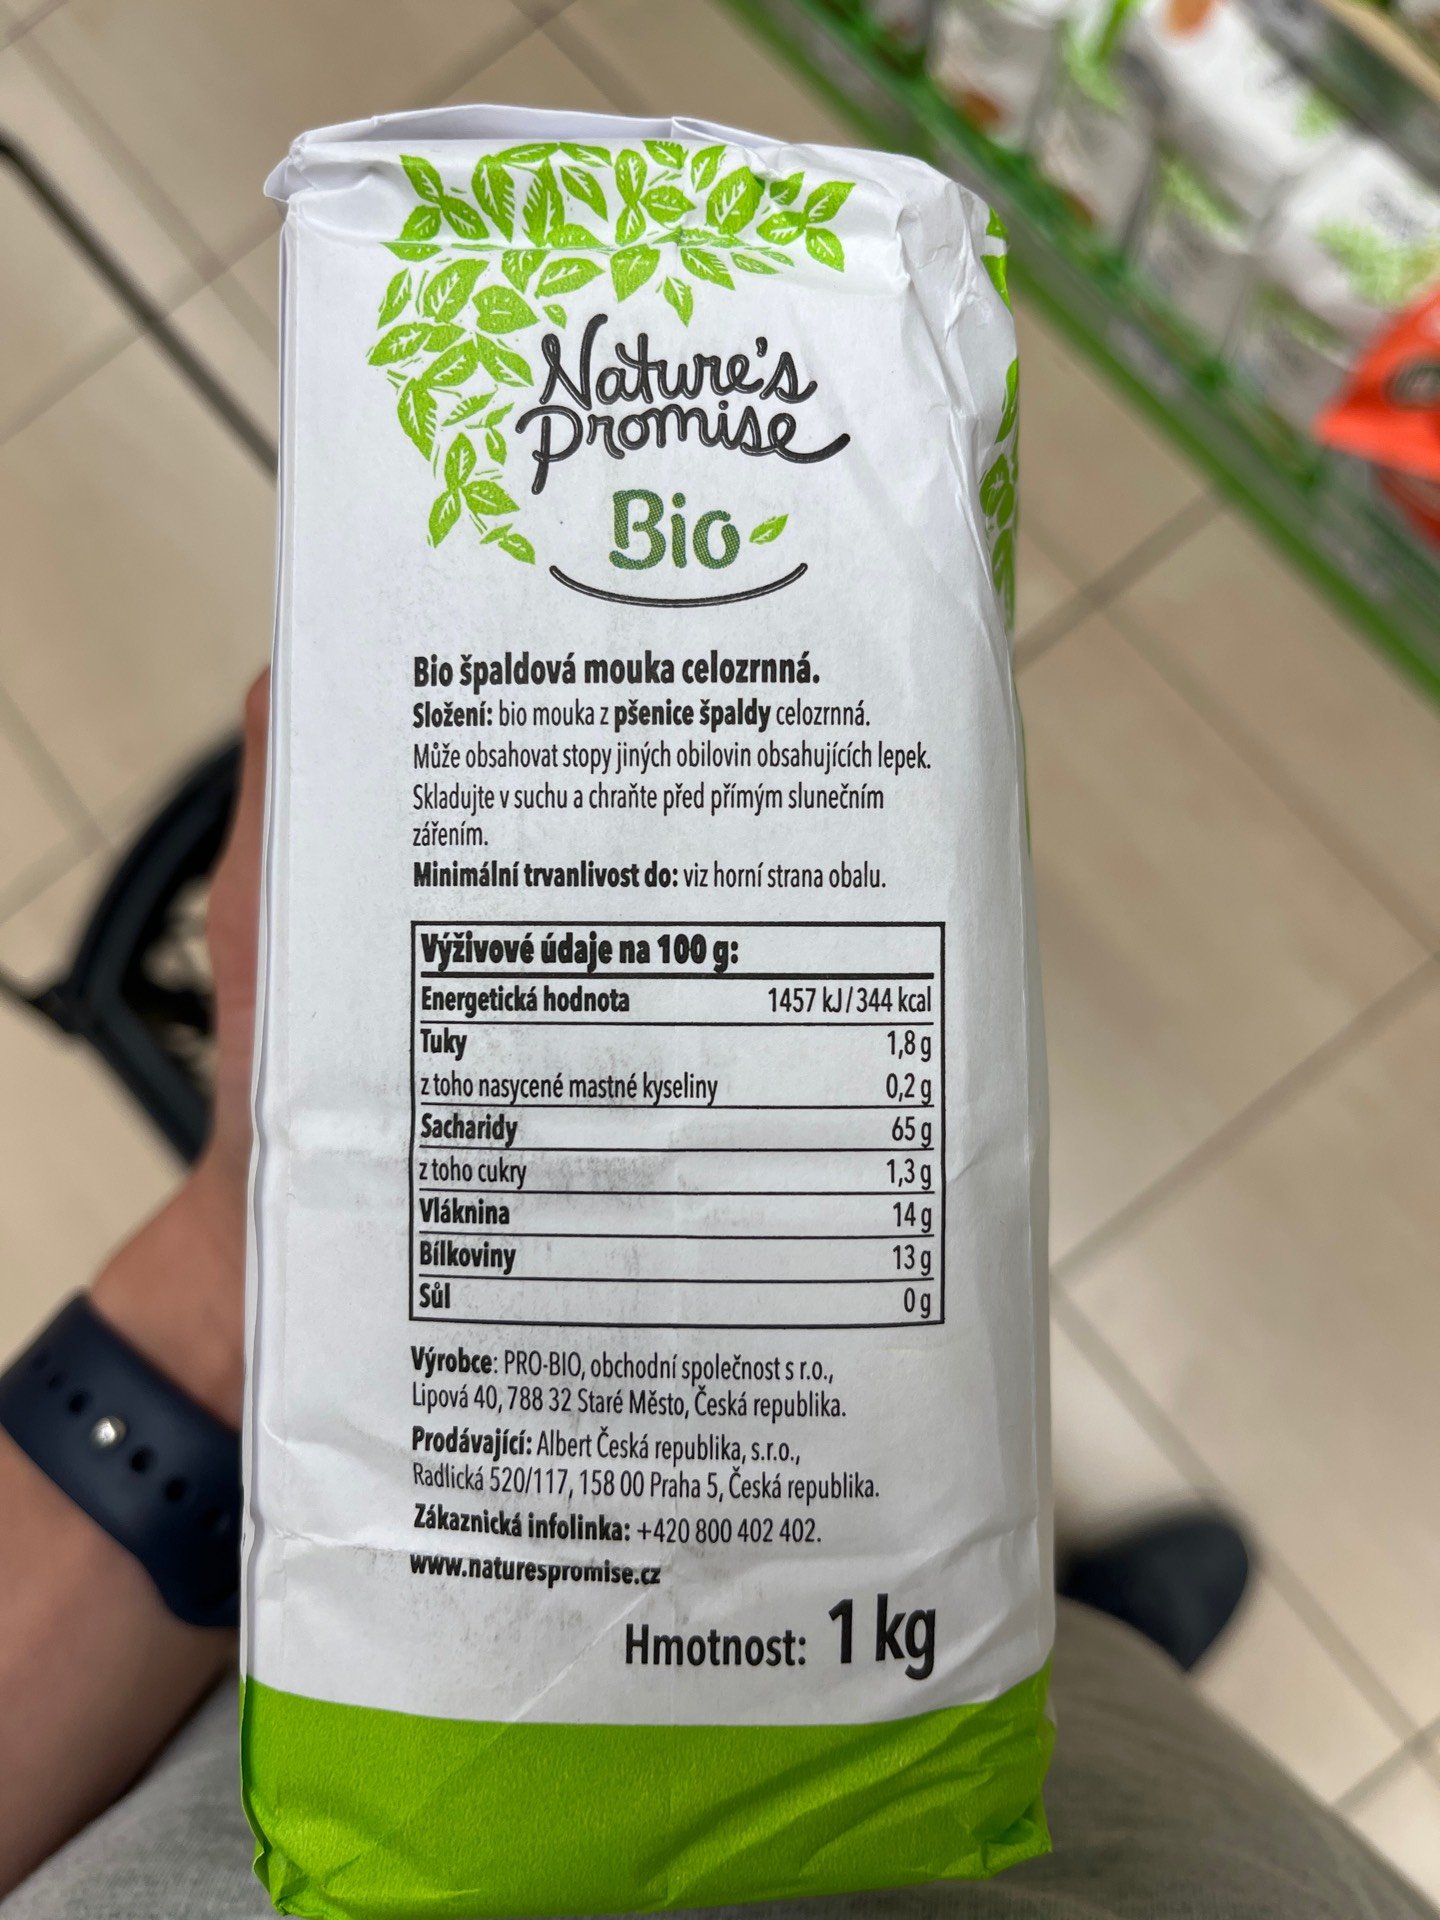 Nature's
Promise
Bio
Bio špaldová mouka celozrnná.
Složení: bio mouka z pšenice špaldy celozrnná.
Může obsahovat stopy jiných obilovin obsahujících lepek.
Skladujte v suchu a chraňte před přímým slunečním
zářením.
Minimální trvanlivost do: viz horní strana obalu.
Výživové údaje na 100 g:
Energetická hodnota 1457 kJ/344 kcal
Tuky 1,8 g
z toho nasycené mastné kyseliny 0,2 g
Sacharidy 65 g
z toho cukry 1,3 g
Vláknina 14 g
Bílkoviny 13 g
Sůl 0 g
Výrobce: PRO-BIO, obchodní společnost s r.o.,
Lipová 40, 788 32 Staré Město, Česká republika.
Prodávající: Albert Česká republika, s.r.o.,
Radlická 520/117, 158 00 Praha 5, Česká republika.
Zákaznická infolinka: +420 800 402 402.
www.naturespromise.cz
Hmotnost: 1 kg